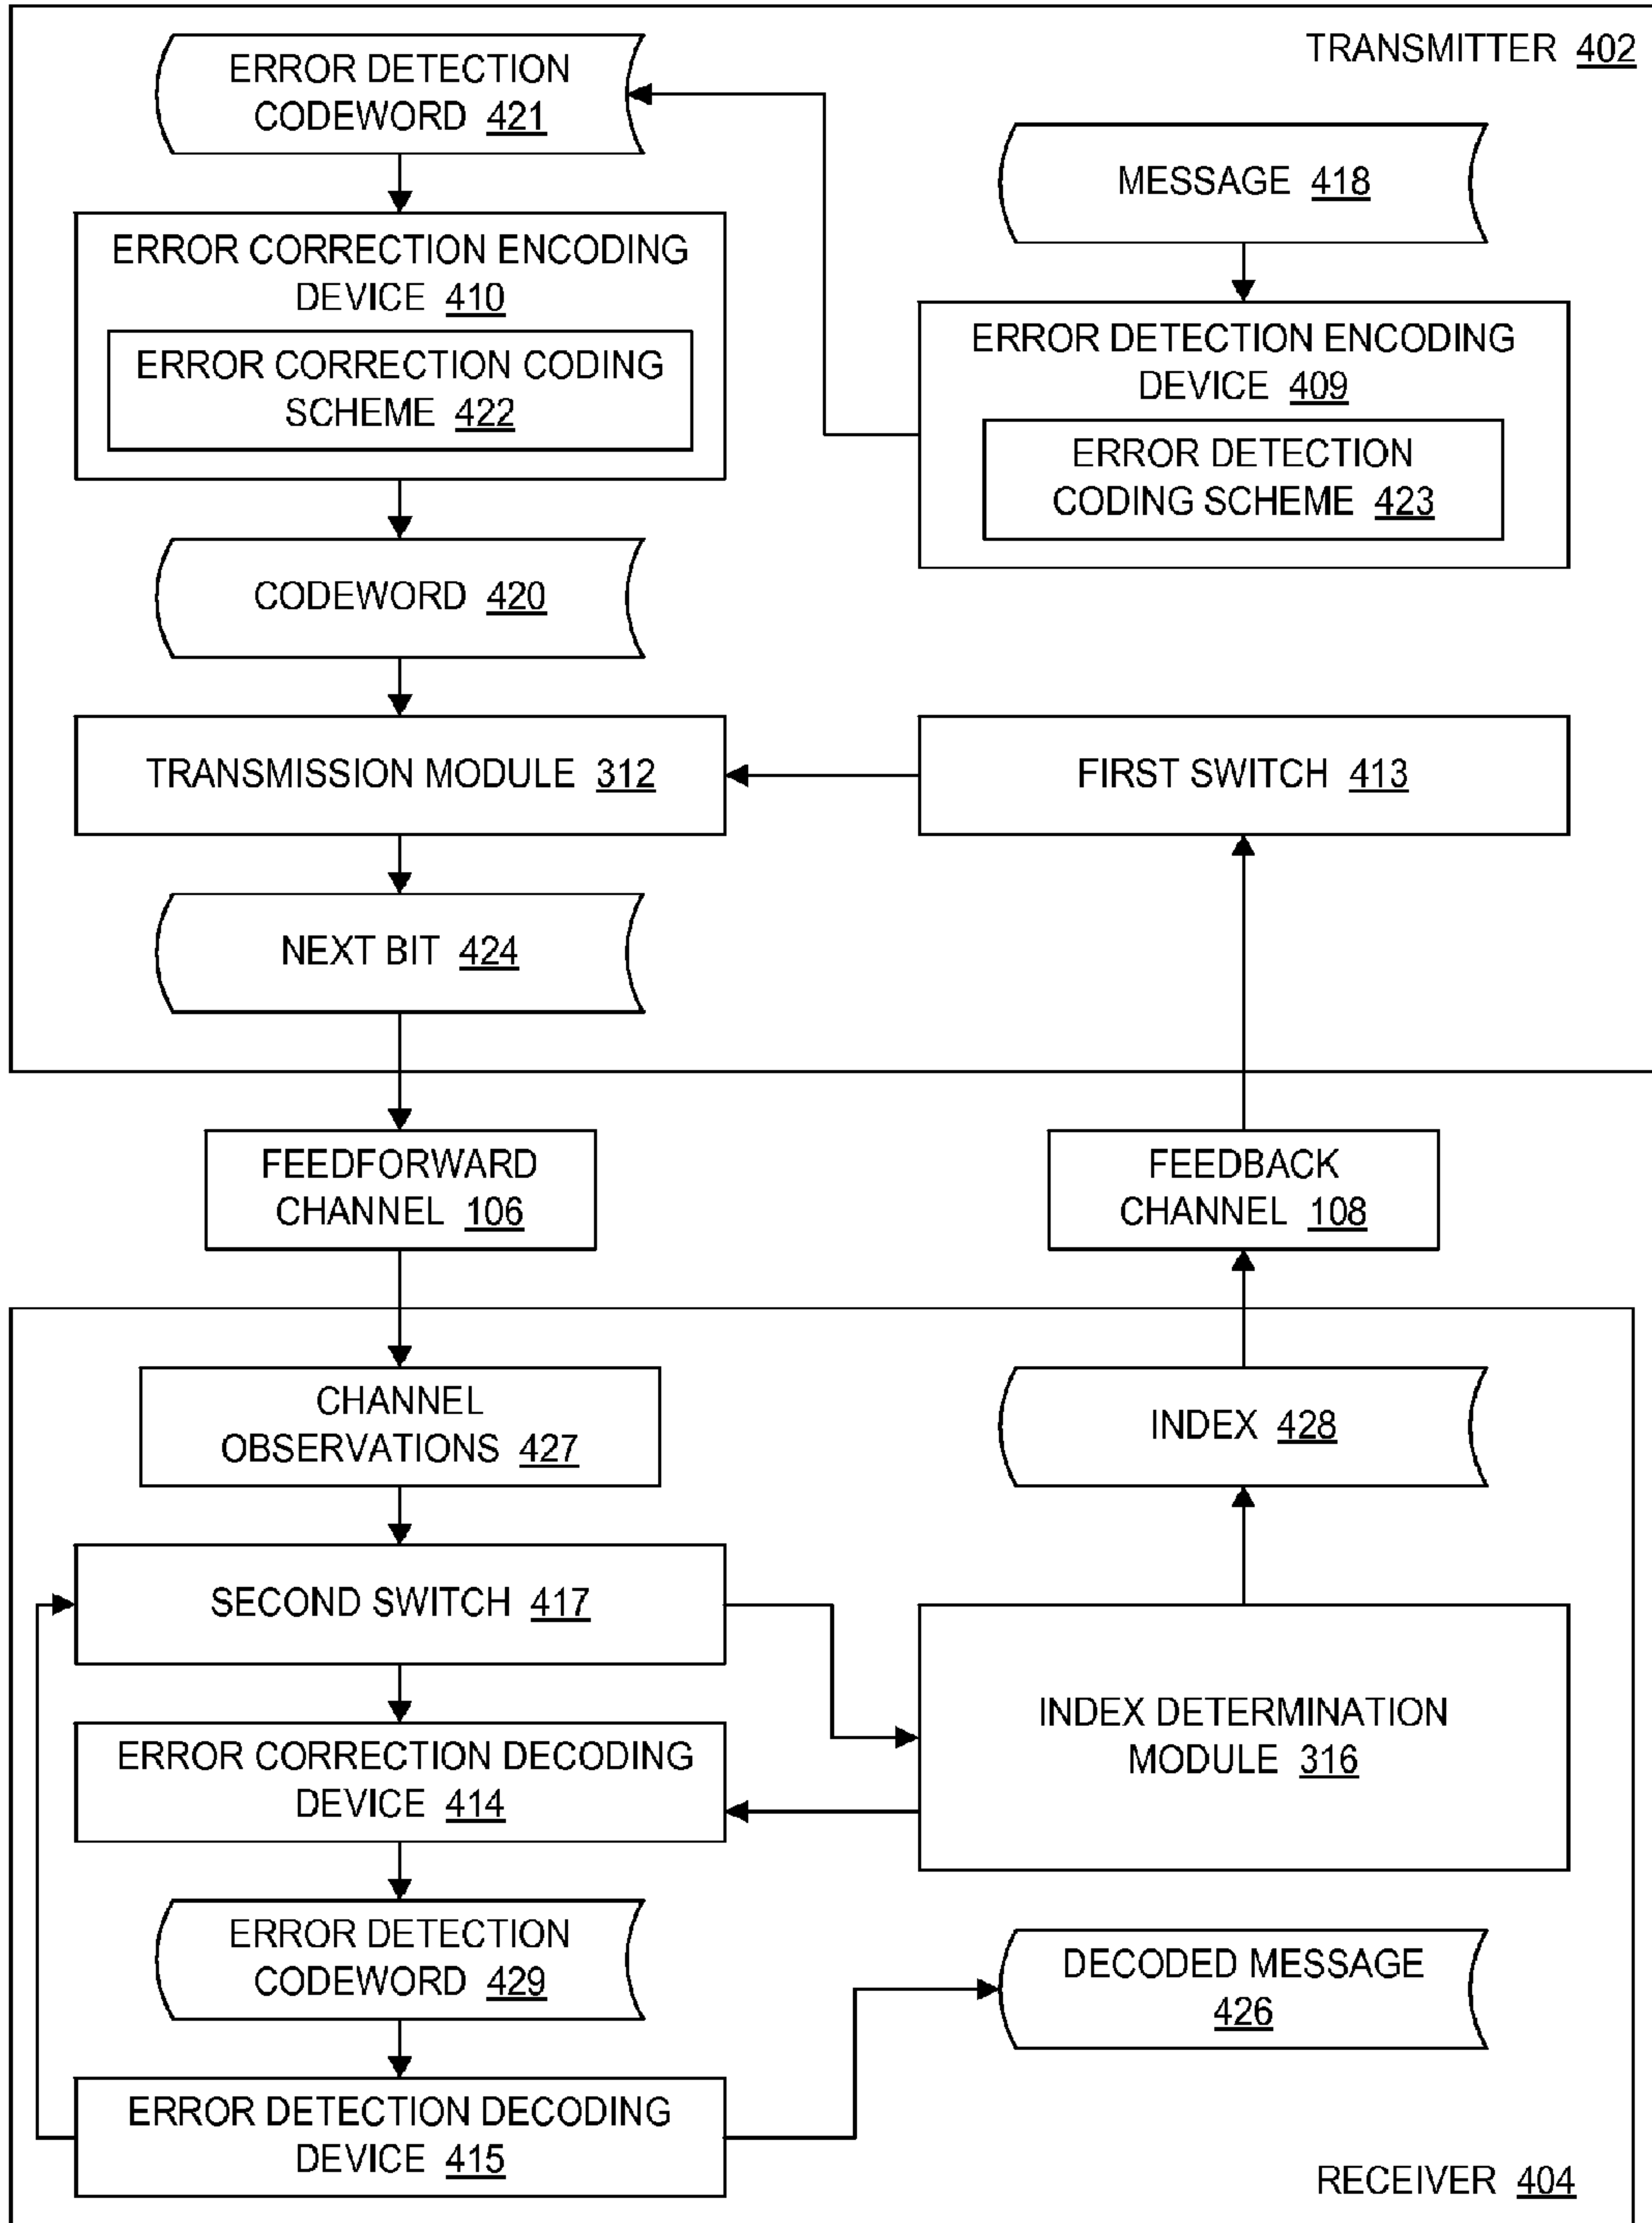 TRANSMITTER 402
ERROR DETECTION
CODEWORD 421
MESSAGE 418
ERROR CORRECTION ENCODING
DEVICE 410
ERROR CORRECTION CODING
SCHEME 422
ERROR DETECTION ENCODING
DEVICE 409
ERROR DETECTION
CODING SCHEME 423
CODEWORD 420
TRANSMISSION MODULE 312
FIRST SWITCH 413
NEXT BIT 424
FEEDFORWARD
CHANNEL 106
FEEDBACK
CHANNEL 108
CHANNEL
OBSERVATIONS 427
INDEX 428
SECOND SWITCH 417
INDEX DETERMINATION
MODULE 316
ERROR CORRECTION DECODING
DEVICE 414
ERROR DETECTION
CODEWORD 429
DECODED MESSAGE
426
ERROR DETECTION DECODING
DEVICE 415
RECEIVER 404